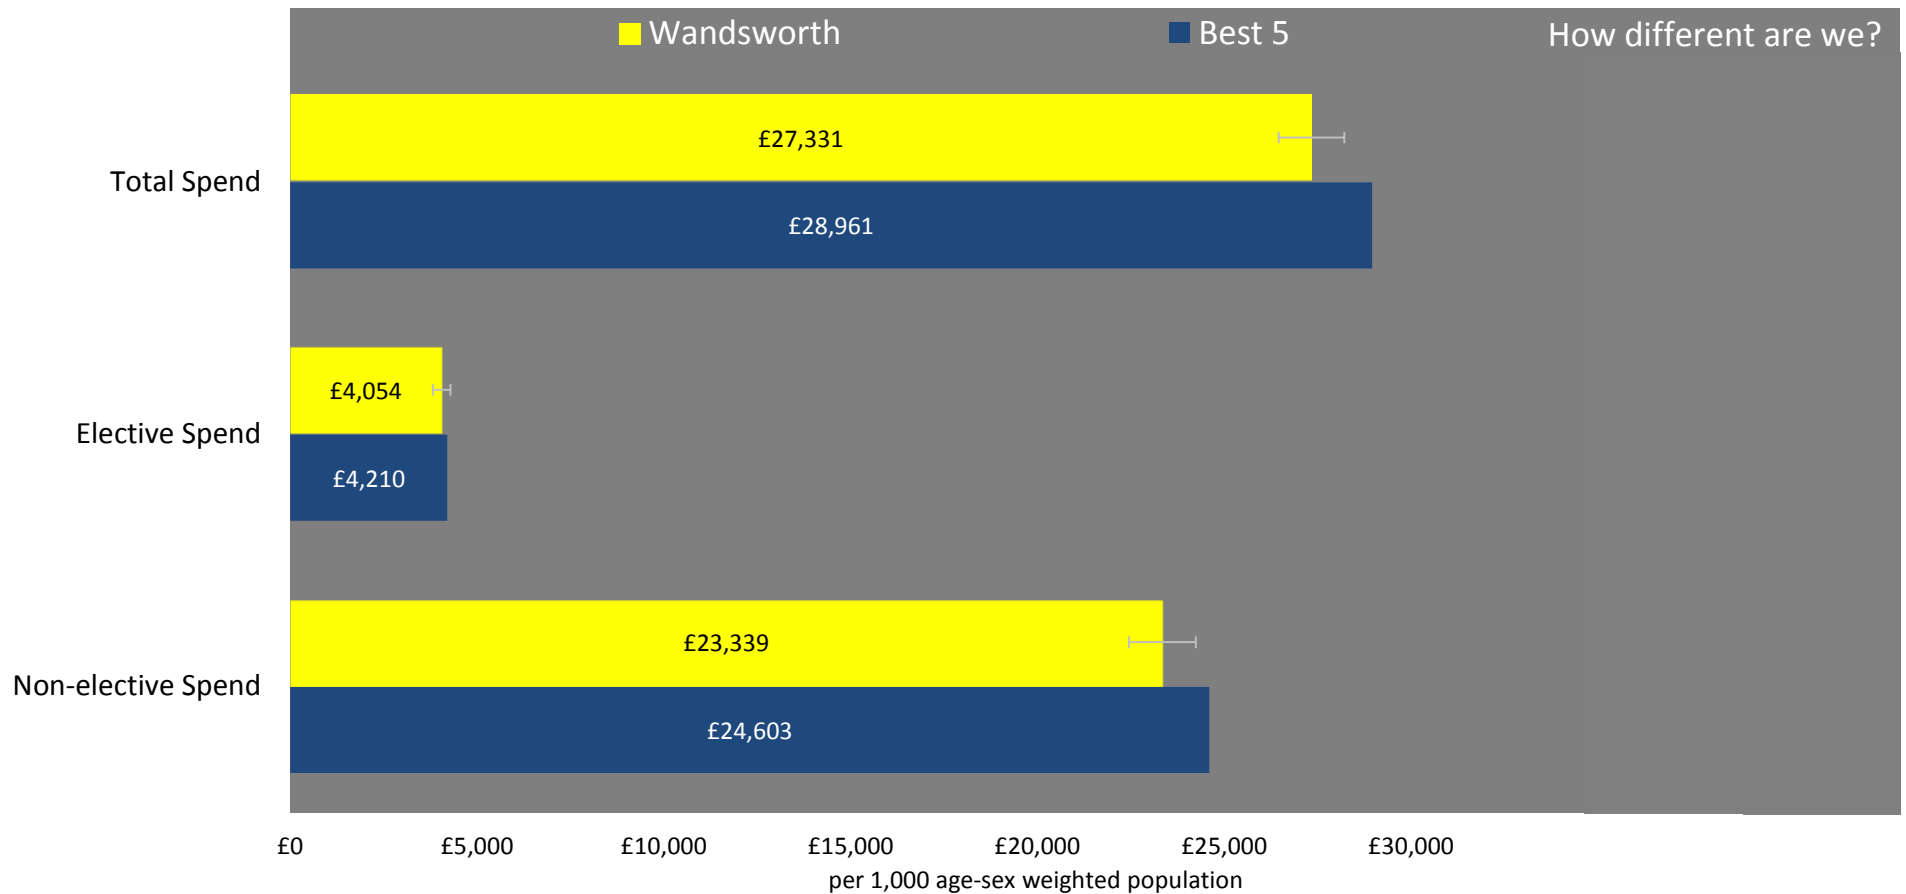 Wandsworth
Best 5
How different are we?
Total Spend
£27,331
£28,961
Elective Spend
£4,054
£4,210
Non-elective Spend
£23,339
£24,603
£0 £5,000 £10,000 £15,000 £20,000 £25,000 £30,000
per 1,000 age-sex weighted population